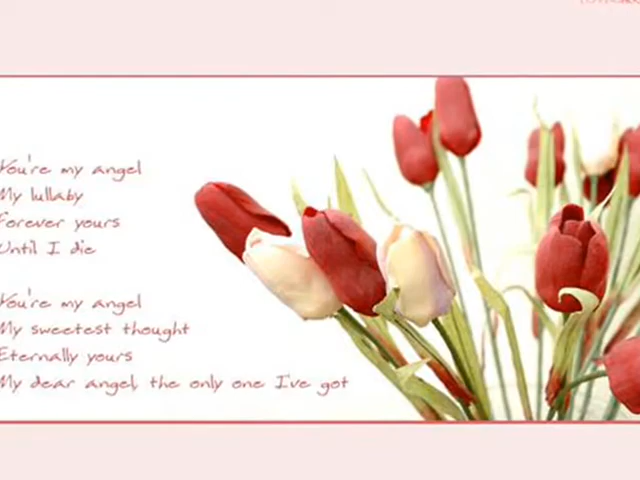 You're my angel
My lullaby
Forever yours
Until I die
You're my angel
My sweetest thought
Eternally yours
My dear angel, the only one I've got